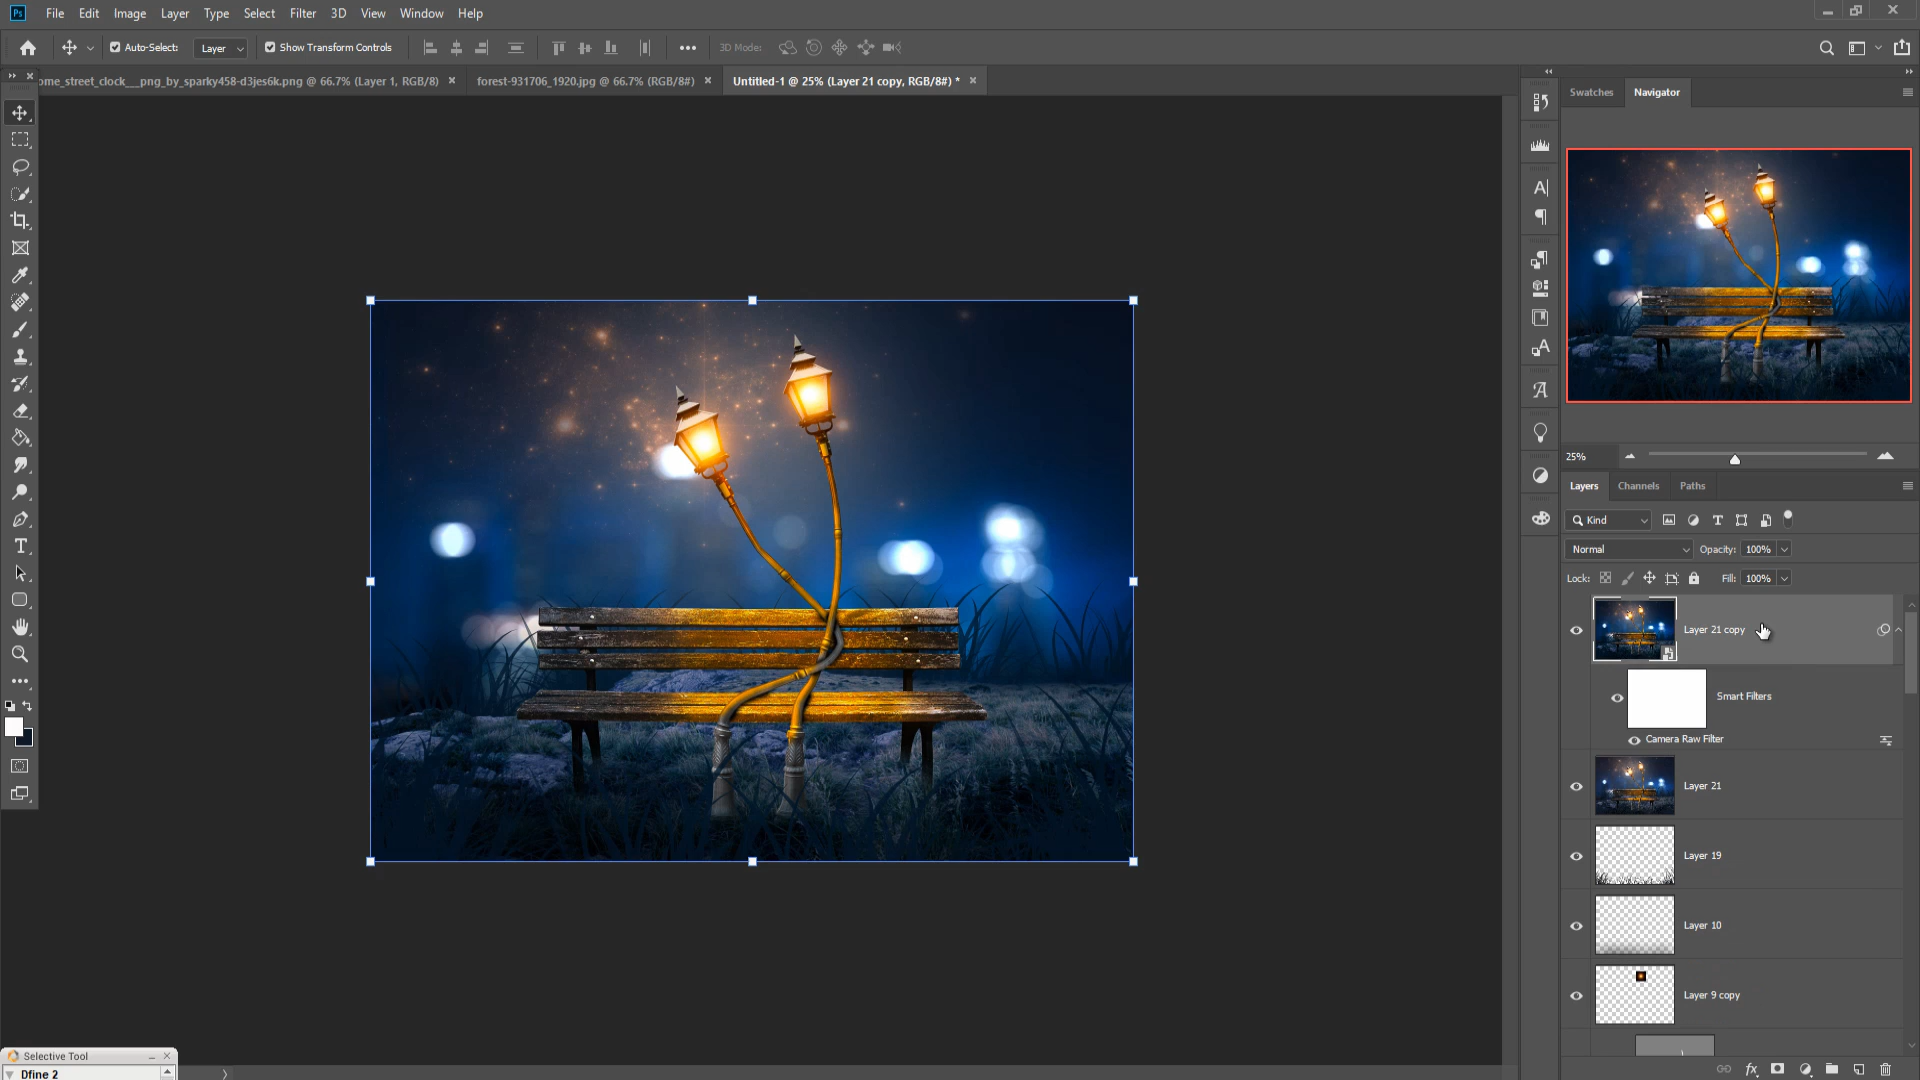 Ps File Edit Image Layer Type Select Filter 3D View Window Help
Auto-Select: Layer Show Transform Controls 3D Mode:
ome_street_clock___png_by_sparky458-d3jes6k.png @ 66.7% (Layer 1, RGB/8) forest-931706_1920.jpg @ 66.7% (RGB/8#) Untitled-1 @ 25% (Layer 21 copy, RGB/8#) *
Swatches Navigator
25%
Layers Channels Paths
Kind
Normal Opacity: 100%
Lock: Fill: 100%
Layer 21 copy
Smart Filters
Camera Raw Filter
Layer 21
Layer 19
Layer 10
Layer 9 copy
Selective Tool
Dfine 2